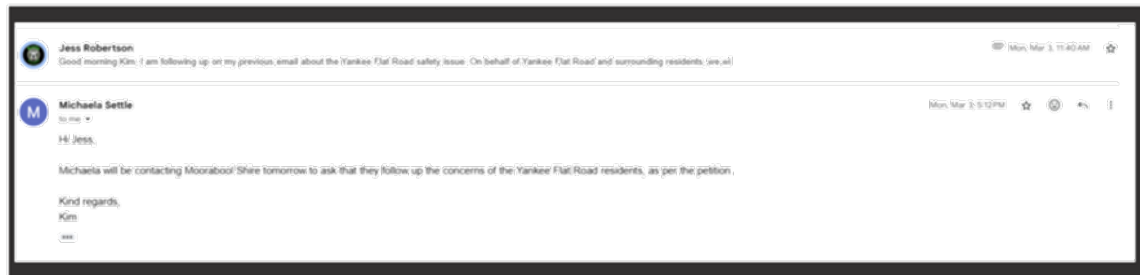 Jess Robertson
Mon, Mar 3, 11:40 AM
Good morning Kim, I am following up on my previous email about the Yankee Flat Road safety issue. On behalf of Yankee Flat Road and surrounding residents
M
Michaela Settle
Mon, Mar 3, 5:12 PM
to me
Hi Jess,
Michaela will be contacting Moorabool Shire tomorrow to ask that they follow up the concerns of the Yankee Flat Road residents, as per the petition.
Kind regards,
Kim